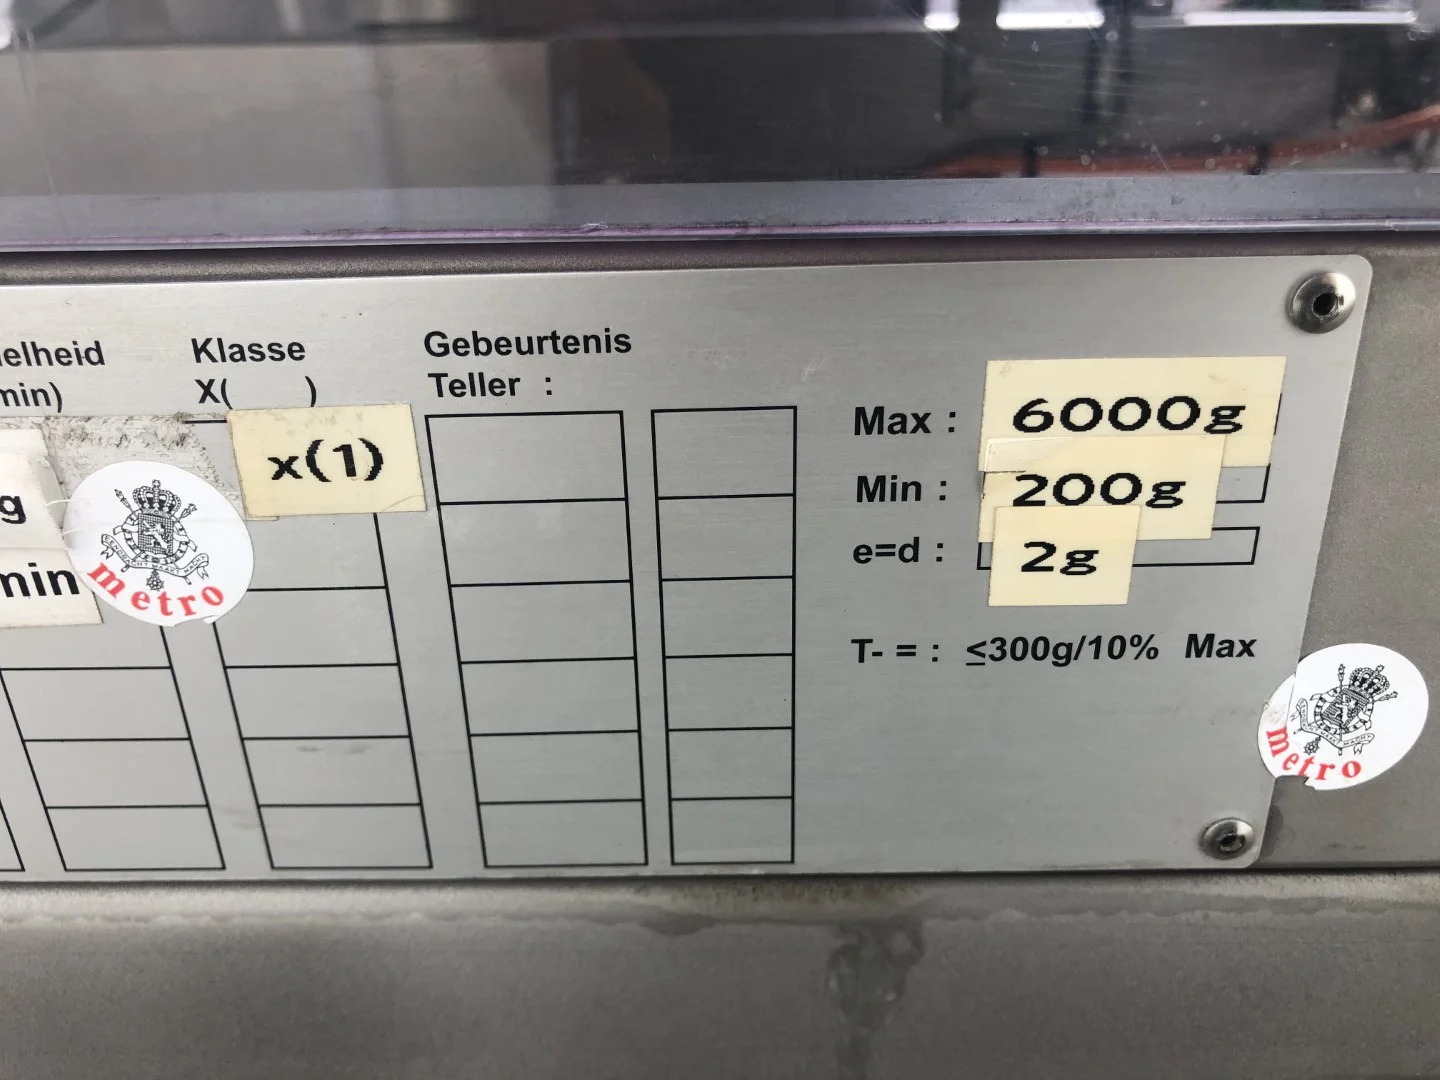 elheid
min)
Klasse
X( )
Gebeurtenis
Teller :
x(1)
g
min
metro
Max : 6000g
Min : 200g
e=d : 2g
T- = : ≤300g/10% Max
metro